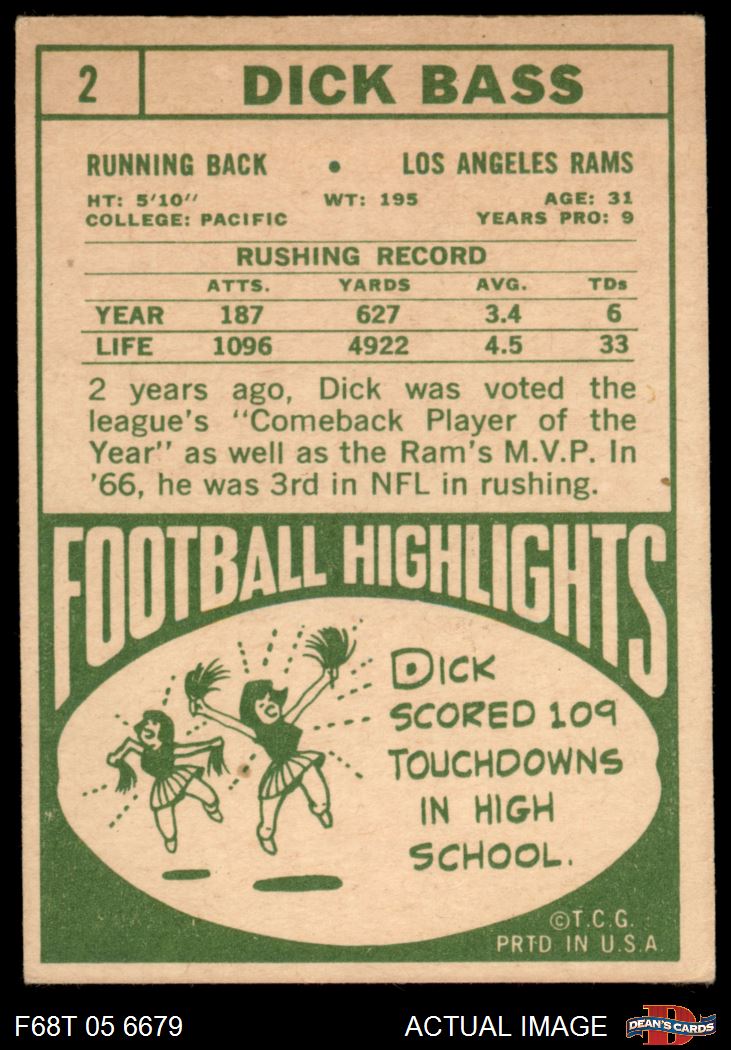 2 DICK BASS
RUNNING BACK • LOS ANGELES RAMS
HT: 5'10" WT: 195 AGE: 31
COLLEGE: PACIFIC YEARS PRO: 9
RUSHING RECORD
ATTS. YARDS AVG. TDs
YEAR 187 627 3.4 6
LIFE 1096 4922 4.5 33
2 years ago, Dick was voted the
league's "Comeback Player of the
Year" as well as the Ram's M.V.P. In
'66, he was 3rd in NFL in rushing.
FOOTBALL HIGHLIGHTS
DICK
SCORED 109
TOUCHDOWNS
IN HIGH
SCHOOL.
©T.C.G.
PRTD IN U.S.A.
F68T 05 6679 ACTUAL IMAGE DEAN'S CARDS